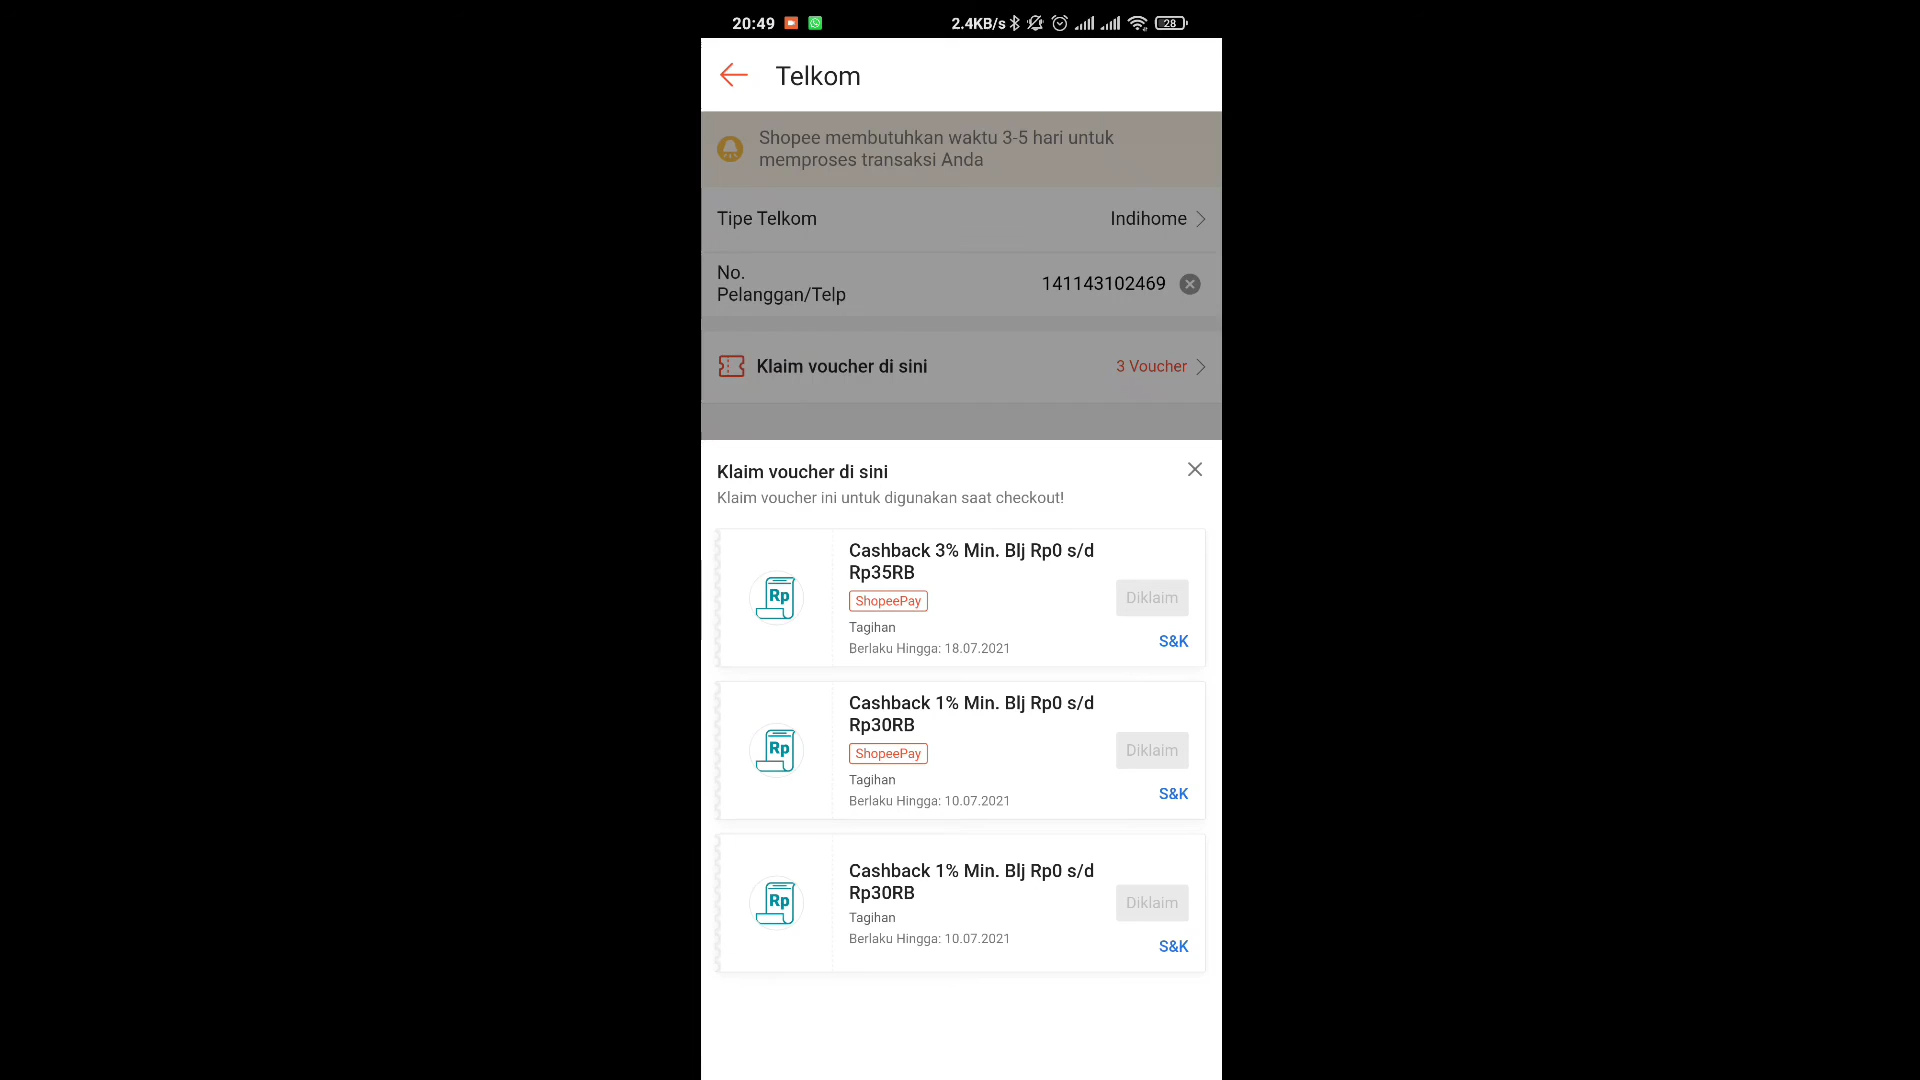 20:49
2.4KB/s
28
Telkom
Shopee membutuhkan waktu 3-5 hari untuk
memproses transaksi Anda
Tipe Telkom
Indihome
No.
Pelanggan/Telp
141143102469
Klaim voucher di sini
3 Voucher
Klaim voucher di sini
Klaim voucher ini untuk digunakan saat checkout!
Cashback 3% Min. Blj Rp0 s/d
Rp35RB
Rp
ShopeePay
Diklaim
Tagihan
Berlaku Hingga: 18.07.2021
S&K
Cashback 1% Min. Blj Rp0 s/d
Rp30RB
Rp
ShopeePay
Diklaim
Tagihan
Berlaku Hingga: 10.07.2021
S&K
Cashback 1% Min. Blj Rp0 s/d
Rp30RB
Rp
Diklaim
Tagihan
Berlaku Hingga: 10.07.2021
S&K